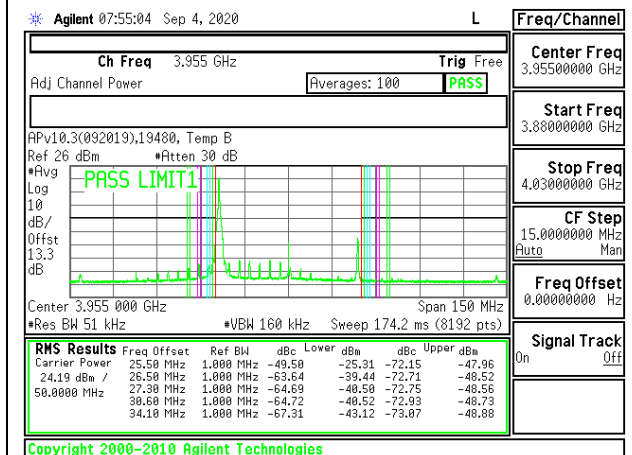 Agilent 07:55:04 Sep 4, 2020 L
Freq/Channel
Ch Freq 3.955 GHz Trig Free
Adj Channel Power Averages: 100 PASS
APv10.3(092019),19480, Temp B
Ref 26 dBm #Atten 30 dB
#Avg
Log
10
dB/
Offst
13.3
dB
PASS LIMIT1
Center 3.955 000 GHz Span 150 MHz
#Res BW 51 kHz #VBW 160 kHz Sweep 174.2 ms (8192 pts)
RMS Results Freq Offset Ref BW dBc Lower dBm dBc Upper dBm
Carrier Power 25.50 MHz 1.000 MHz -49.50 -25.31 -72.15 -47.96
24.19 dBm / 26.50 MHz 1.000 MHz -63.64 -39.44 -72.71 -48.52
50.0000 MHz 27.30 MHz 1.000 MHz -64.69 -40.50 -72.75 -48.56
30.60 MHz 1.000 MHz -64.72 -40.52 -72.93 -48.73
34.10 MHz 1.000 MHz -67.31 -43.12 -73.07 -48.88
Copyright 2000-2010 Agilent Technologies
Center Freq
3.95500000 GHz
Start Freq
3.88000000 GHz
Stop Freq
4.03000000 GHz
CF Step
15.0000000 MHz
Auto Man
Freq Offset
0.00000000 Hz
Signal Track
On Off